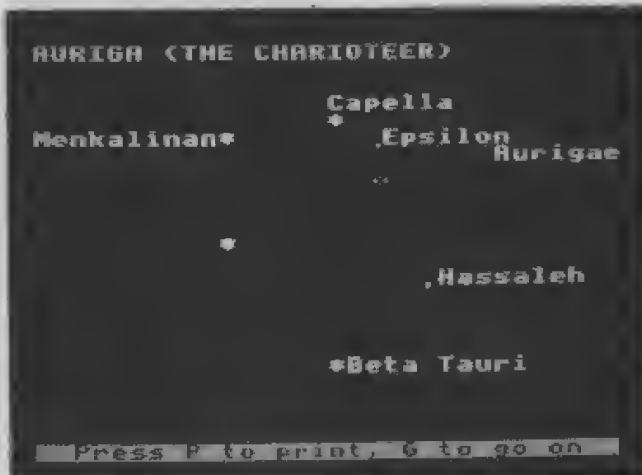 AURIGA (THE CHARIOTEER)
Capella
Menkalinan
Epsilon
Aurigae
Hassaleh
Beta Tauri
Press P to print, G to go on